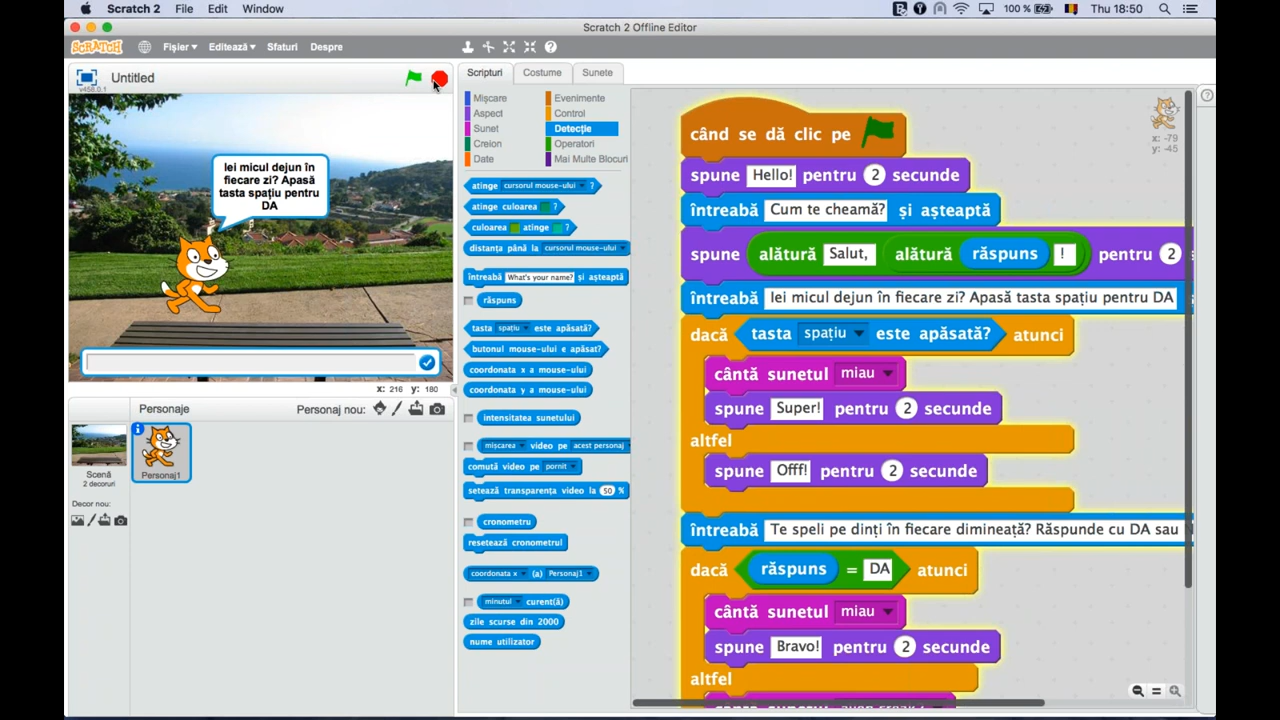 Scratch 2 File Edit Window 100 % Thu 18:50
Scratch 2 Offline Editor
SCRATCH Fișier Editează Sfaturi Despre
Untitled
v458.0.1
Iei micul dejun în
fiecare zi? Apasă
tasta spațiu pentru
DA
x: 216 y: 180
Personaje Personaj nou:
Scenă
2 decoruri
Personaj1
Decor nou:
Scripturi Costume Sunete
Mișcare Evenimente
Aspect Control
Sunet Detecție
Creion Operatori
Date Mai Multe Blocuri
atinge cursorul mouse-ului ?
atinge culoarea ?
culoarea atinge ?
distanța până la cursorul mouse-ului
întreabă What's your name? și așteaptă
răspuns
tasta spațiu este apăsată?
butonul mouse-ului e apăsat?
coordonata x a mouse-ului
coordonata y a mouse-ului
intensitatea sunetului
mișcarea video pe acest personaj
comută video pe pornit
setează transparența video la 50 %
cronometru
resetează cronometrul
coordonata x (a) Personaj1
minutul curent(ă)
zile scurse din 2000
nume utilizator
când se dă clic pe
spune Hello! pentru 2 secunde
întreabă Cum te cheamă? și așteaptă
spune alătură Salut, alătură răspuns ! pentru 2
întreabă Iei micul dejun în fiecare zi? Apasă tasta spațiu pentru DA
dacă tasta spațiu este apăsată? atunci
cântă sunetul miau
spune Super! pentru 2 secunde
altfel
spune Offf! pentru 2 secunde
întreabă Te speli pe dinți în fiecare dimineață? Răspunde cu DA sau
dacă răspuns = DA atunci
cântă sunetul miau
spune Bravo! pentru 2 secunde
altfel
x: -79
y: -45